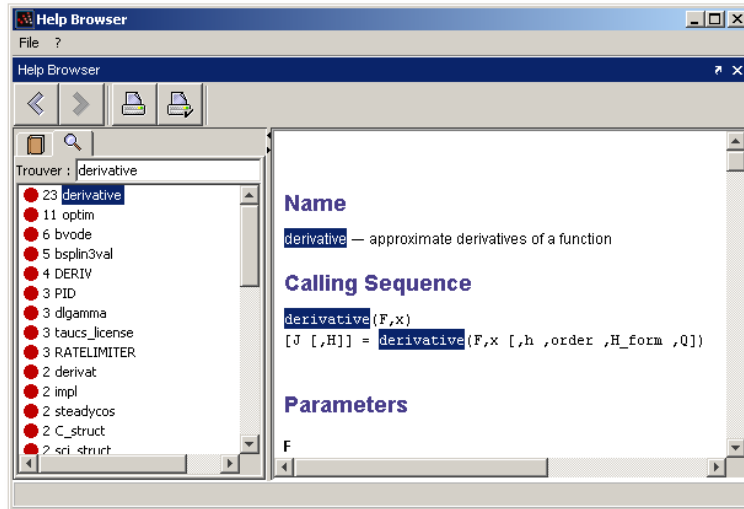 Help Browser
File ?
Help Browser
Trouver : derivative
23 derivative
11 optim
6 bvode
5 bsplin3val
4 DERIV
3 PID
3 dlgamma
3 taucs_license
3 RATELIMITER
2 derivat
2 impl
2 steadycos
2 C_struct
2 sci_struct
Name
derivative — approximate derivatives of a function
Calling Sequence
derivative(F,x)
[J [,H]] = derivative(F,x [,h ,order ,H_form ,Q])
Parameters
F